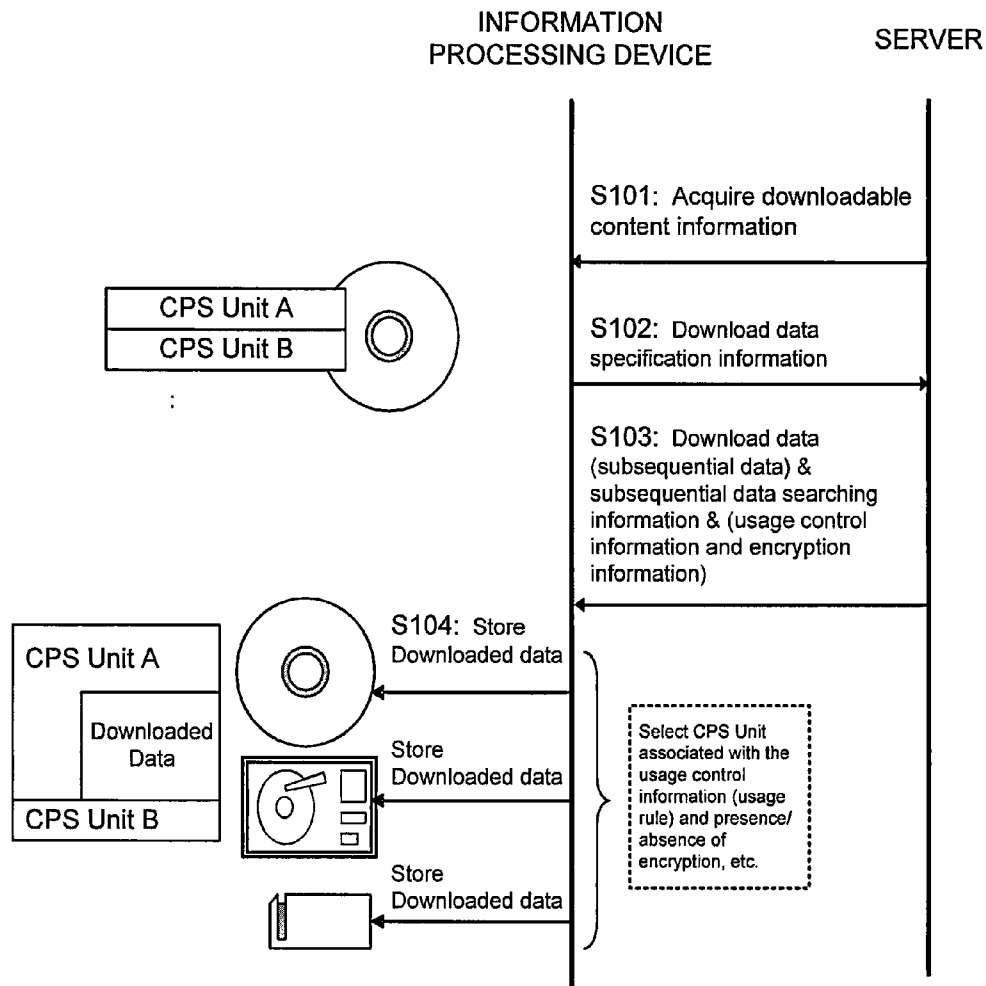 INFORMATION
PROCESSING DEVICE
SERVER
S101: Acquire downloadable
content information
CPS Unit A
CPS Unit B
:
S102: Download data
specification information
S103: Download data
(subsequential data) &
subsequential data searching
information & (usage control
information and encryption
information)
S104: Store
Downloaded data
CPS Unit A
Downloaded
Data
CPS Unit B
Store
Downloaded data
Store
Downloaded data
Select CPS Unit
associated with the
usage control
information (usage
rule) and presence/
absence of
encryption, etc.